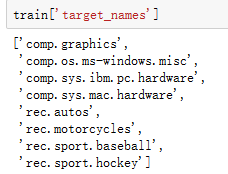 train['target_names']
['comp.graphics',
'comp.os.ms-windows.misc',
'comp.sys.ibm.pc.hardware',
'comp.sys.mac.hardware',
'rec.autos',
'rec.motorcycles',
'rec.sport.baseball',
'rec.sport.hockey']